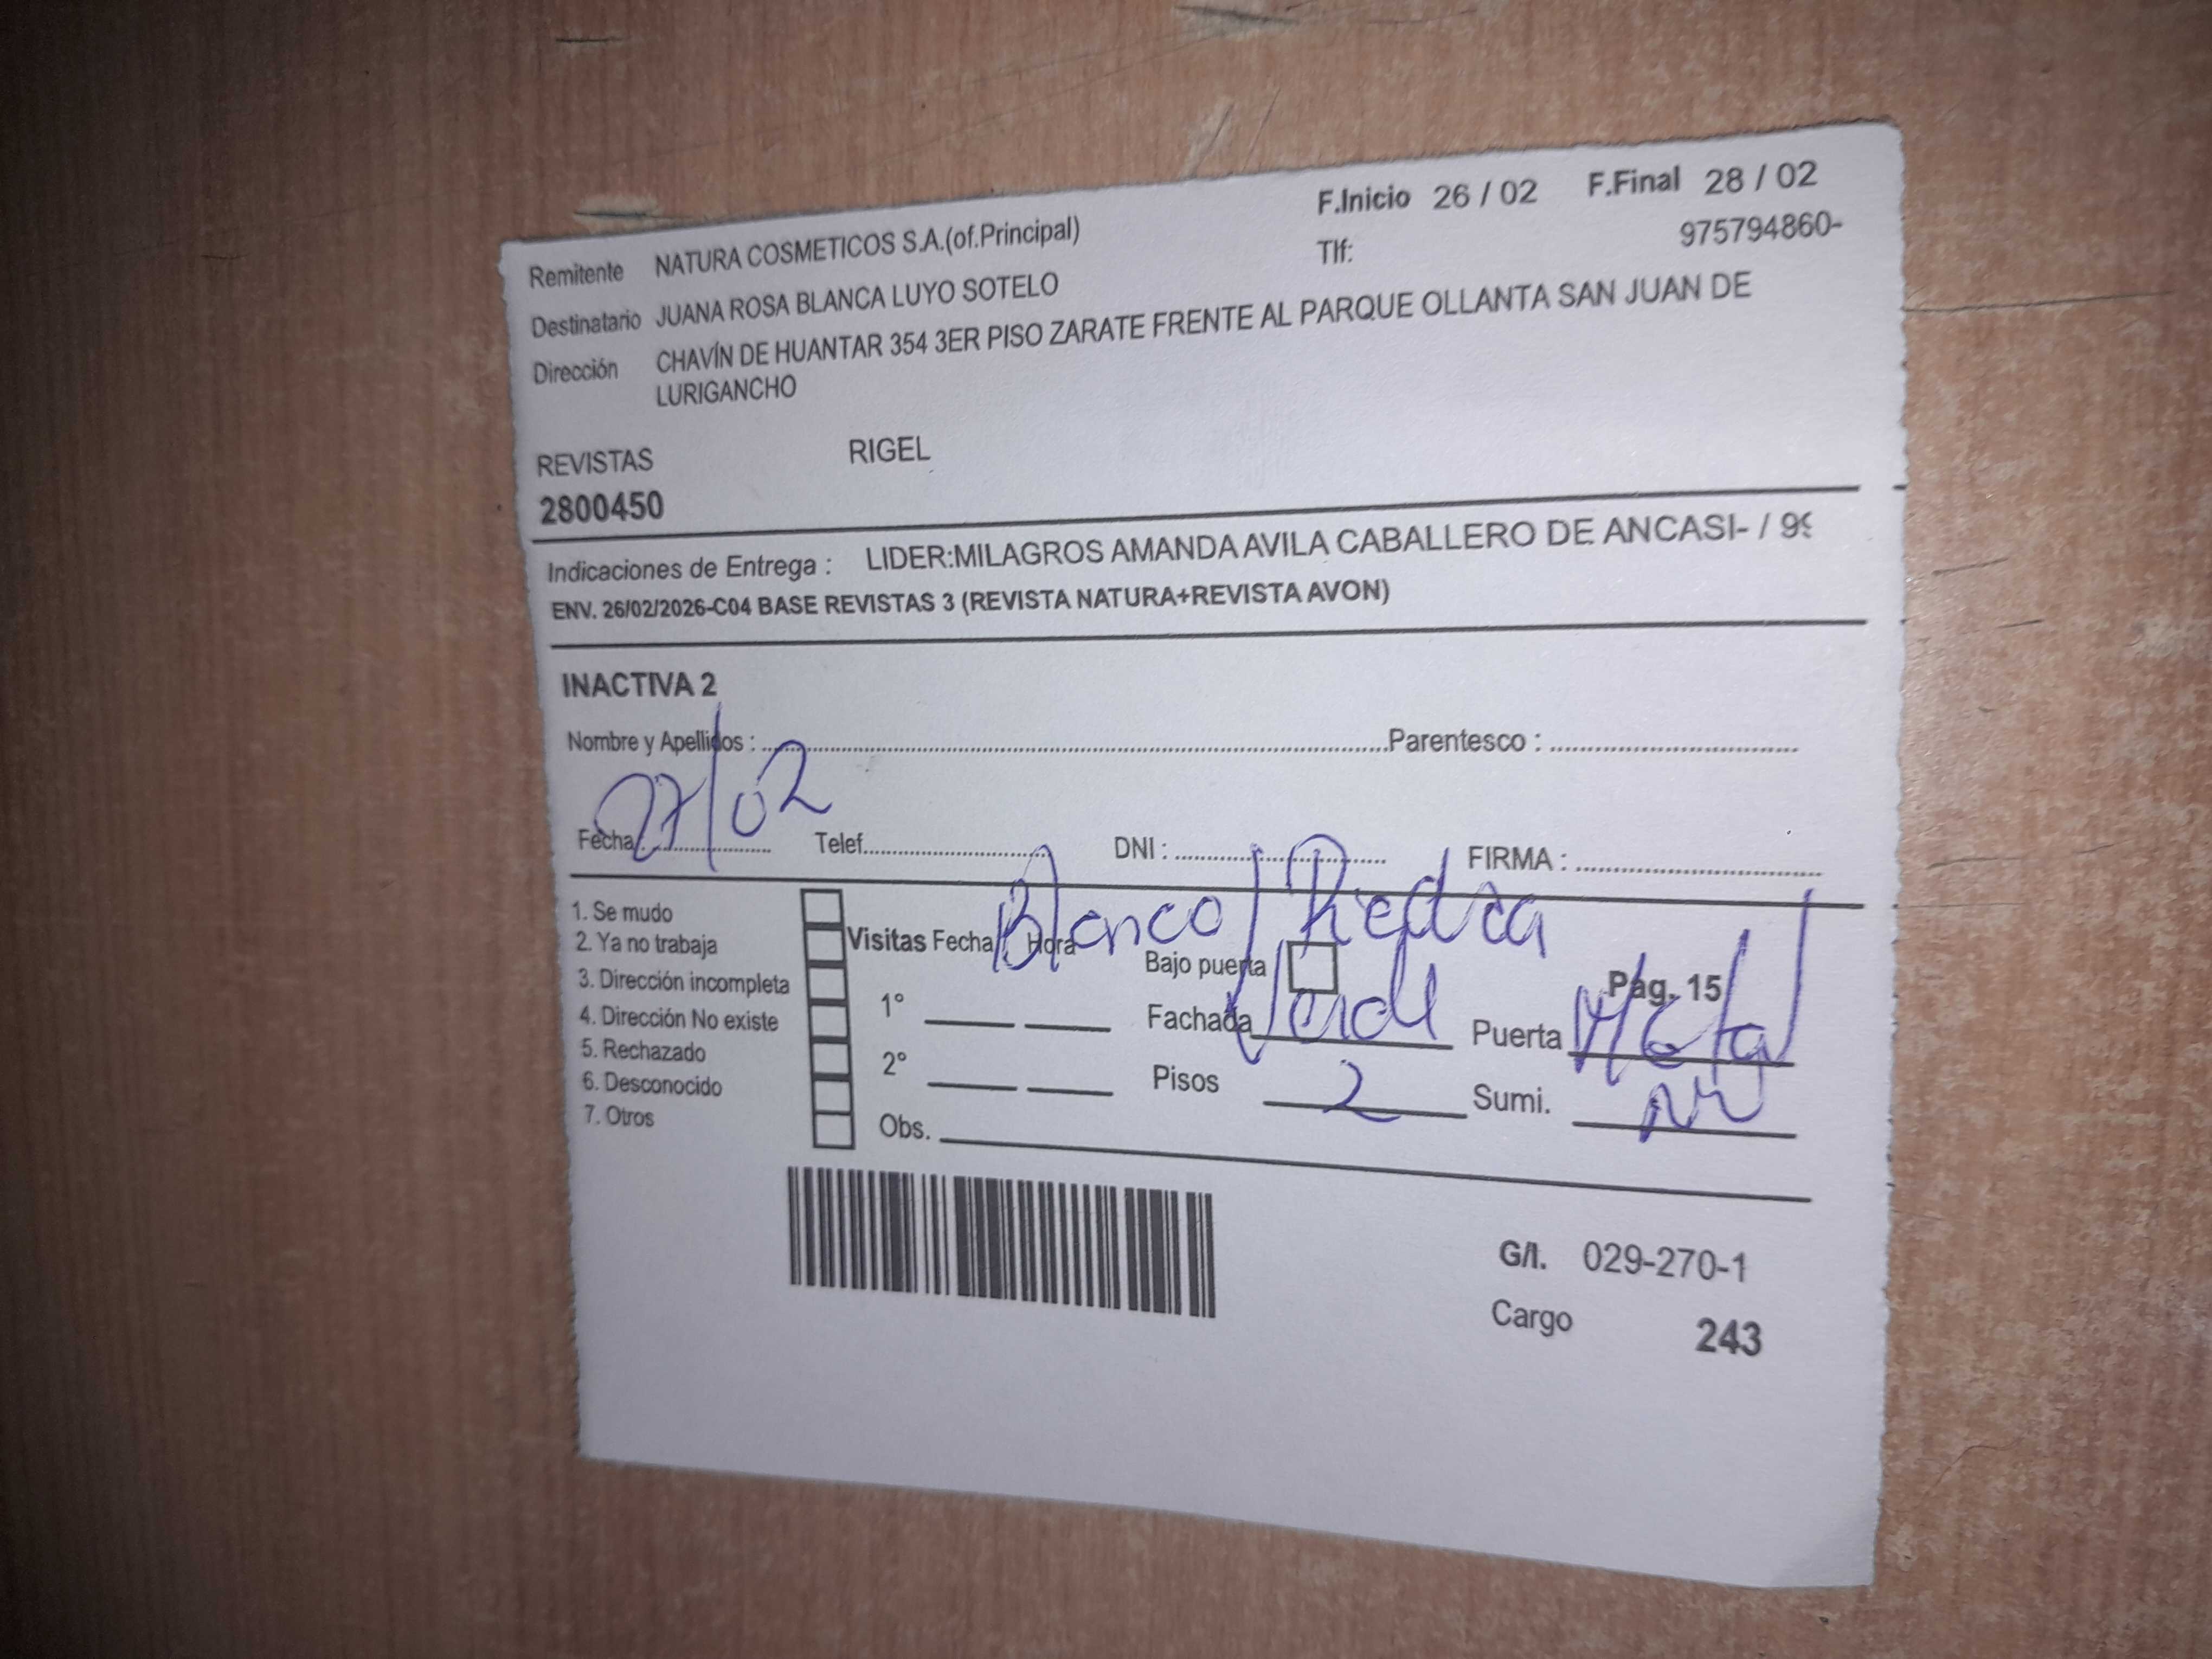 F.Inicio 26 / 02 F.Final 28 / 02
Remitente NATURA COSMETICOS S.A.(of.Principal) Tlf: 975794860-
Destinatario JUANA ROSA BLANCA LUYO SOTELO
Dirección CHAVÍN DE HUANTAR 354 3ER PISO ZARATE FRENTE AL PARQUE OLLANTA SAN JUAN DE
LURIGANCHO
REVISTAS RIGEL
2800450
Indicaciones de Entrega : LIDER:MILAGROS AMANDA AVILA CABALLERO DE ANCASI- / 99
ENV. 26/02/2026-C04 BASE REVISTAS 3 (REVISTA NATURA+REVISTA AVON)
INACTIVA 2
Nombre y Apellidos : Parentesco :
Fecha: 27/02 Telef. DNI : FIRMA :
Blanco/Piedra
1. Se mudo
2. Ya no trabaja
3. Dirección incompleta
4. Dirección No existe
5. Rechazado
6. Desconocido
7. Otros
Visitas Fecha Hora
1°
2°
Obs.
Bajo puerta Pág. 15
Fachada Verde Puerta Metal
Pisos 2 Sumi.
G/I. 029-270-1
Cargo 243